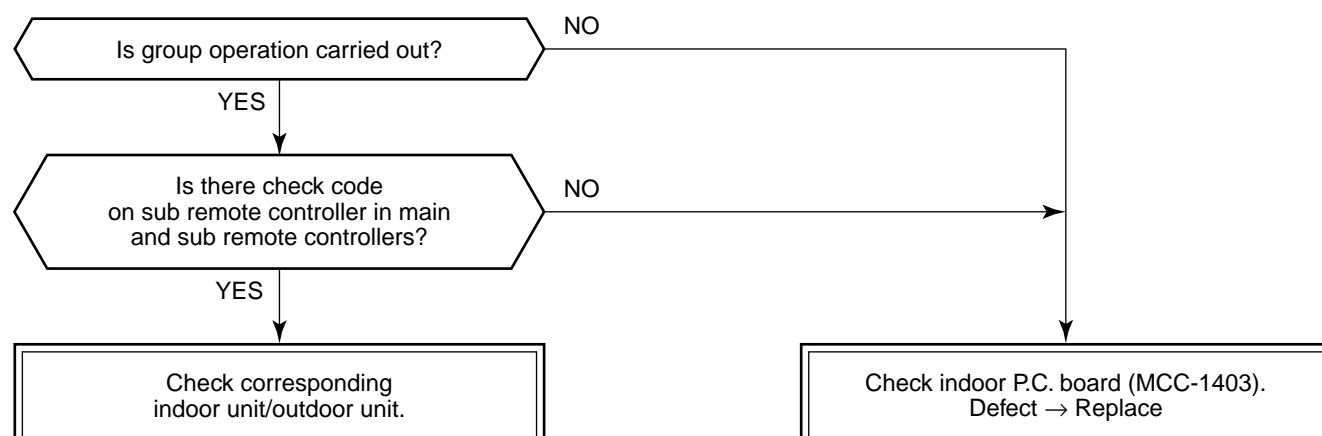 Is group operation carried out?
NO
YES
Is there check code
on sub remote controller in main
and sub remote controllers?
NO
YES
Check corresponding
indoor unit/outdoor unit.
Check indoor P.C. board (MCC-1403).
Defect → Replace